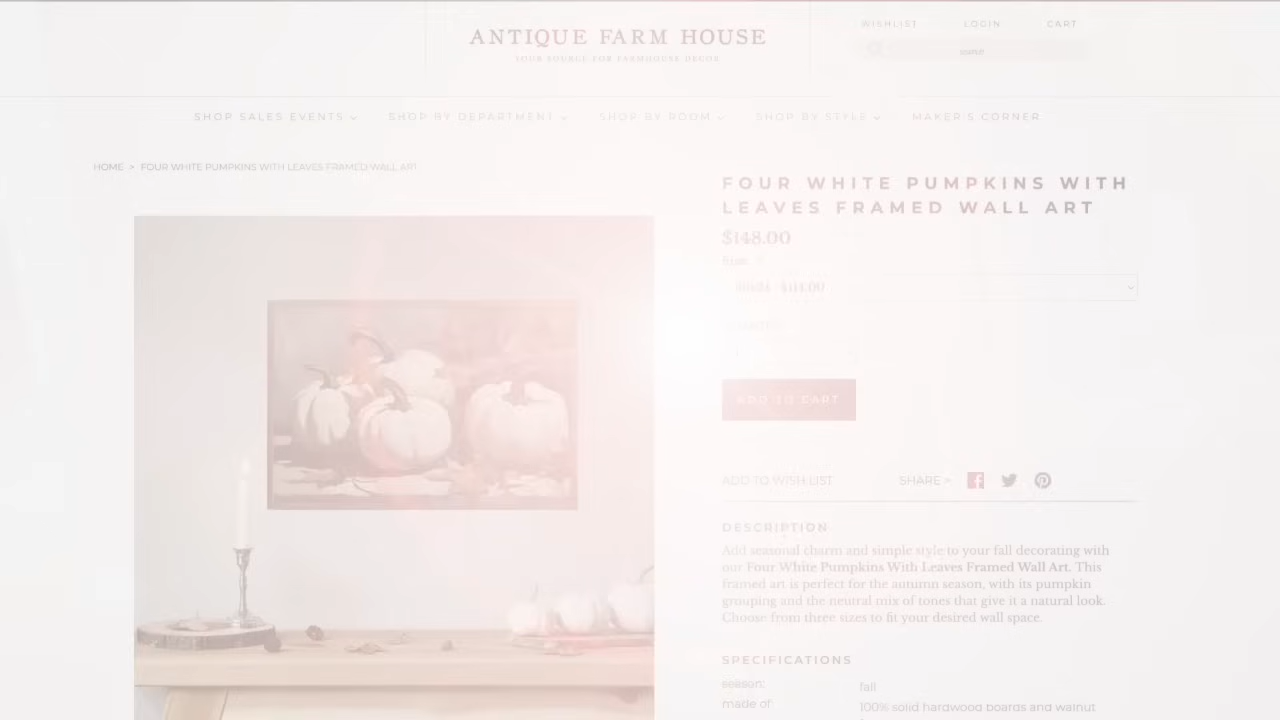 WISHLIST LOGIN CART
ANTIQUE FARM HOUSE
YOUR SOURCE FOR FARMHOUSE DECOR
search
SHOP SALES EVENTS SHOP BY DEPARTMENT SHOP BY ROOM SHOP BY STYLE MAKER'S CORNER
HOME > FOUR WHITE PUMPKINS WITH LEAVES FRAMED WALL ART
FOUR WHITE PUMPKINS WITH
LEAVES FRAMED WALL ART
$148.00
Size
ADD TO CART
ADD TO WISH LIST SHARE >
DESCRIPTION
Add seasonal charm and simple style to your fall decorating with
our Four White Pumpkins With Leaves Framed Wall Art. This
framed art is perfect for the autumn season, with its pumpkin
grouping and the neutral mix of tones that give it a natural look.
Choose from three sizes to fit your desired wall space.
SPECIFICATIONS
season: fall
made of: 100% solid hardwood boards and walnut